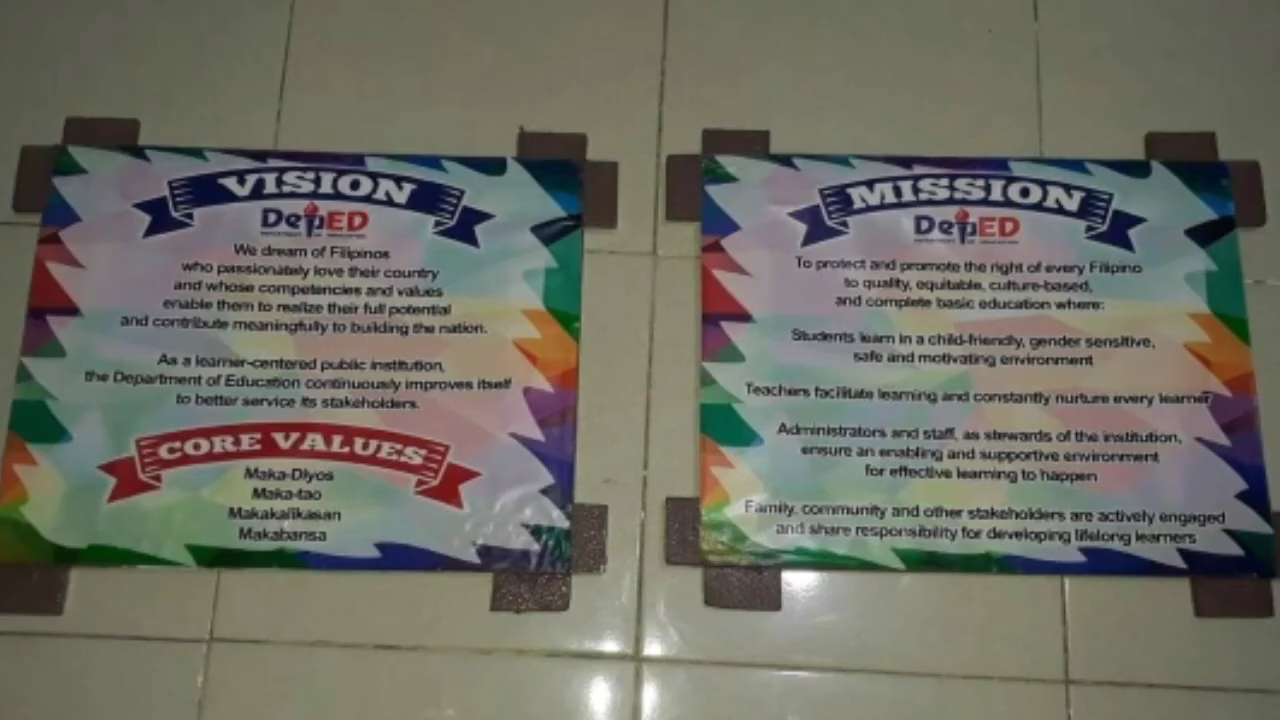 VISION
DepED
DEPARTMENT OF EDUCATION
We dream of Filipinos
who passionately love their country
and whose competencies and values
enable them to realize their full potential
and contribute meaningfully to building the nation.
As a learner-centered public institution,
the Department of Education continuously improves itself
to better service its stakeholders.
CORE VALUES
Maka-Diyos
Maka-tao
Makakalikasan
Makabansa
MISSION
DepED
DEPARTMENT OF EDUCATION
To protect and promote the right of every Filipino
to quality, equitable, culture-based,
and complete basic education where:
Students learn in a child-friendly, gender sensitive,
safe and motivating environment
Teachers facilitate learning and constantly nurture every learner
Administrators and staff, as stewards of the institution,
ensure an enabling and supportive environment
for effective learning to happen
Family, community and other stakeholders are actively engaged
and share responsibility for developing lifelong learners